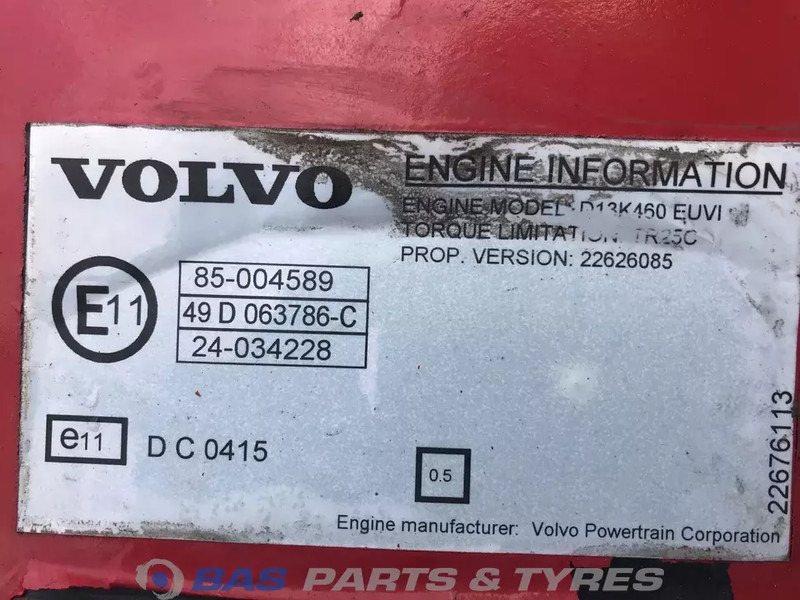 VOLVO
ENGINE INFORMATION
ENGINE MODEL: D13K460 EUVI
TORQUE LIMITATION: TR25C
PROP. VERSION: 22626085
E11
85-004589
49 D 063786-C
24-034228
e11 D C 0415
0.5
22676113
Engine manufacturer: Volvo Powertrain Corporation
BAS PARTS & TYRES